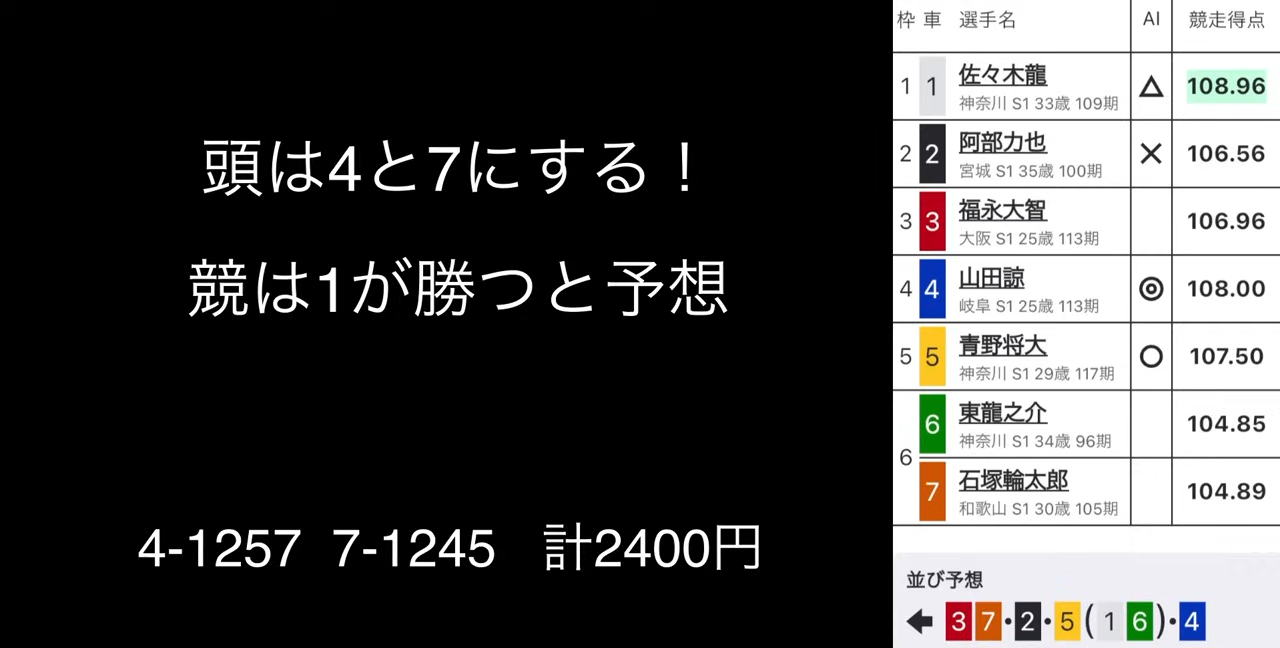 頭は4と7にする！
競は1が勝つと予想
4-1257 7-1245 計2400円
枠 車 選手名 AI 競走得点
1 1 佐々木龍 △ 108.96
神奈川 S1 33歳 109期
2 2 阿部力也 × 106.56
宮城 S1 35歳 100期
3 3 福永大智 106.96
大阪 S1 25歳 113期
4 4 山田諒 ◎ 108.00
岐阜 S1 25歳 113期
5 5 青野将大 ○ 107.50
神奈川 S1 29歳 117期
6 6 東龍之介 104.85
神奈川 S1 34歳 96期
7 石塚輪太郎 104.89
和歌山 S1 30歳 105期
並び予想
← 3 7・2・5(1 6)・4